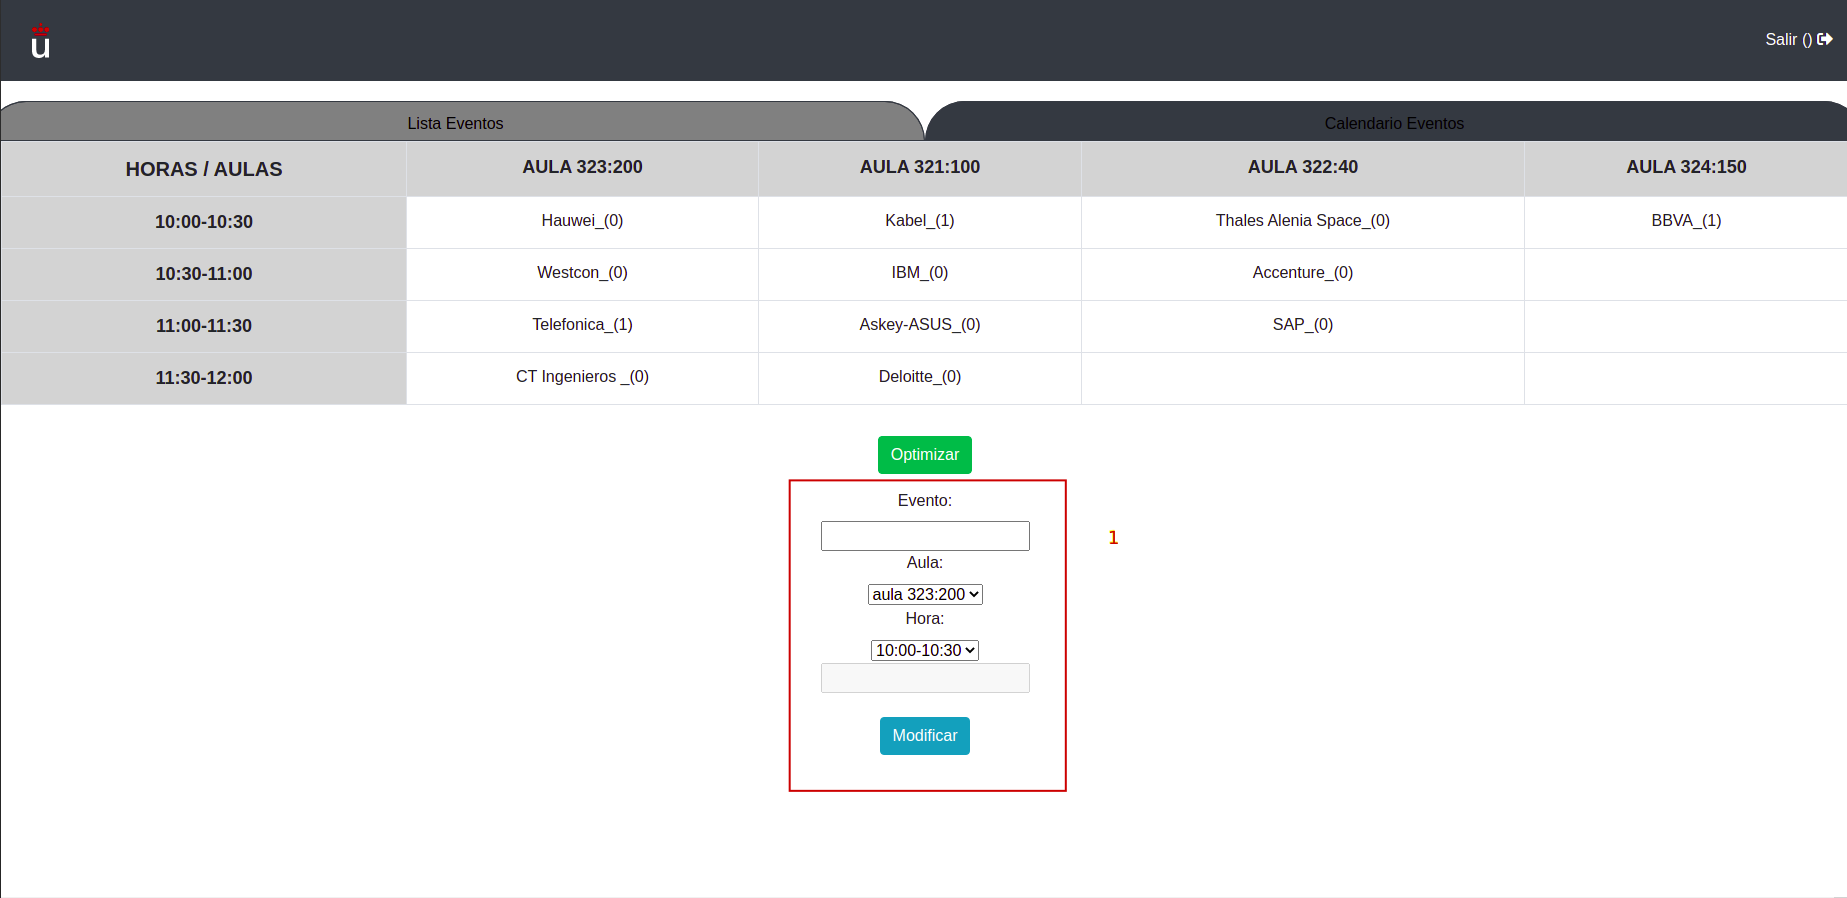 u
Salir ()
Lista Eventos Calendario Eventos
HORAS / AULAS AULA 323:200 AULA 321:100 AULA 322:40 AULA 324:150
10:00-10:30 Hauwei_(0) Kabel_(1) Thales Alenia Space_(0) BBVA_(1)
10:30-11:00 Westcon_(0) IBM_(0) Accenture_(0)
11:00-11:30 Telefonica_(1) Askey-ASUS_(0) SAP_(0)
11:30-12:00 CT Ingenieros _(0) Deloitte_(0)
Optimizar
Evento:
1
Aula:
aula 323:200
Hora:
10:00-10:30
Modificar